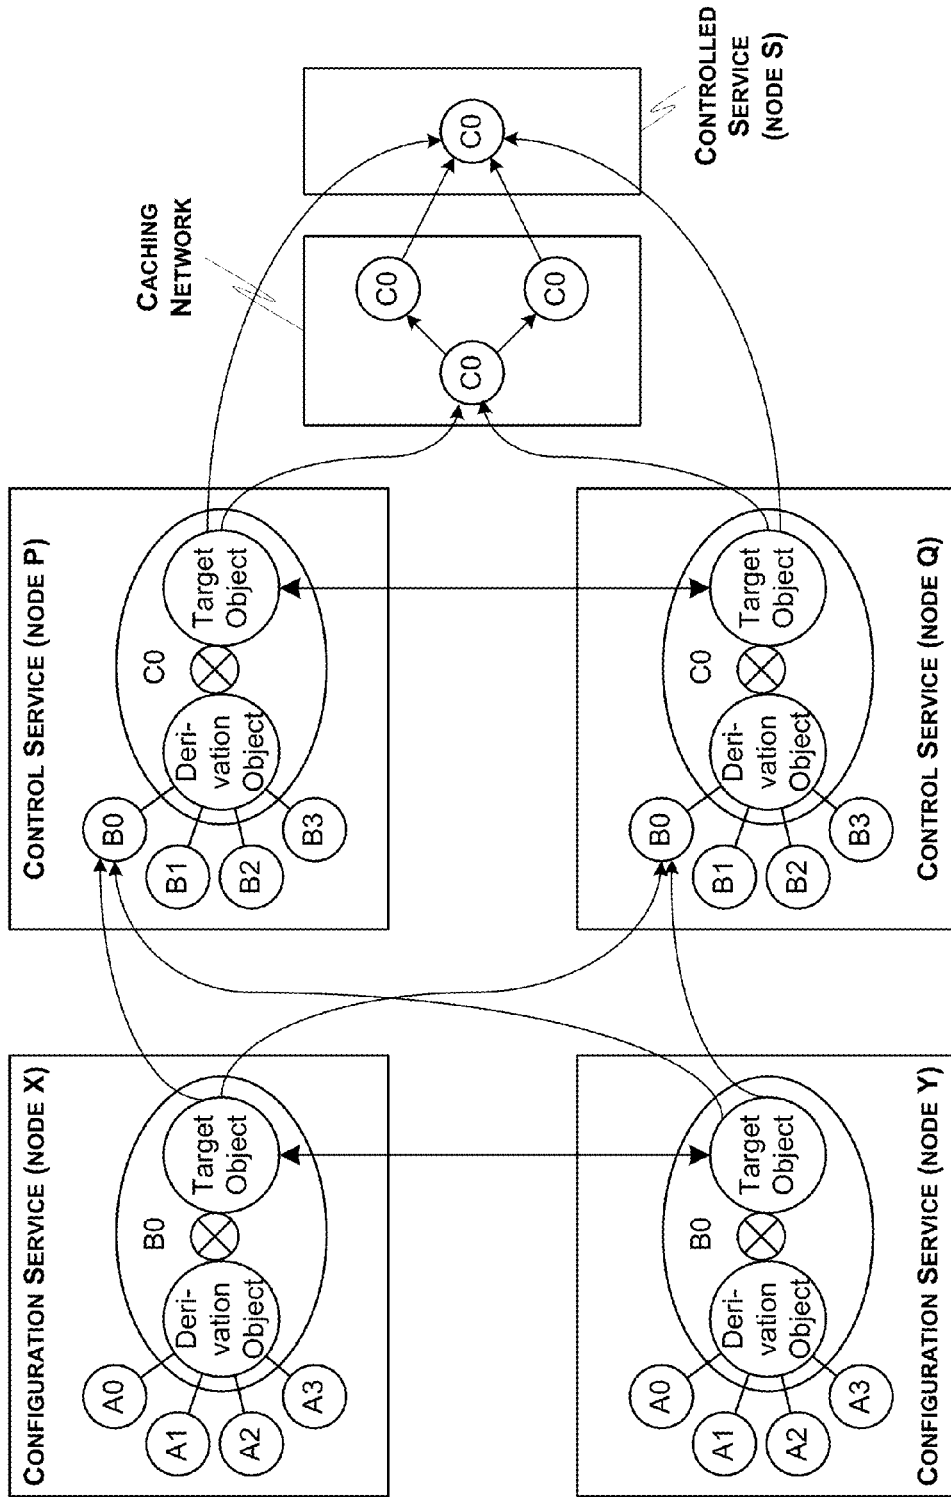 CONFIGURATION SERVICE (NODE X)
A0
A1
A2
A3
Deri-
vation
Object
B0
Target
Object
CONTROL SERVICE (NODE P)
B0
B1
B2
B3
Deri-
vation
Object
C0
Target
Object
CACHING
NETWORK
C0
C0
C0
C0
CONTROLLED
SERVICE
(NODE S)
A0
A1
A2
A3
Deri-
vation
Object
B0
Target
Object
CONFIGURATION SERVICE (NODE Y)
B0
B1
B2
B3
Deri-
vation
Object
C0
Target
Object
CONTROL SERVICE (NODE Q)